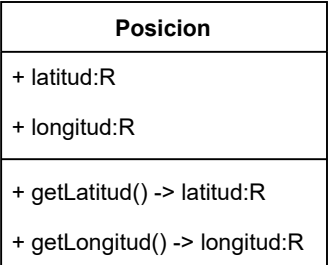 Posicion
+ latitud:R
+ longitud:R
+ getLatitud() -> latitud:R
+ getLongitud() -> longitud:R